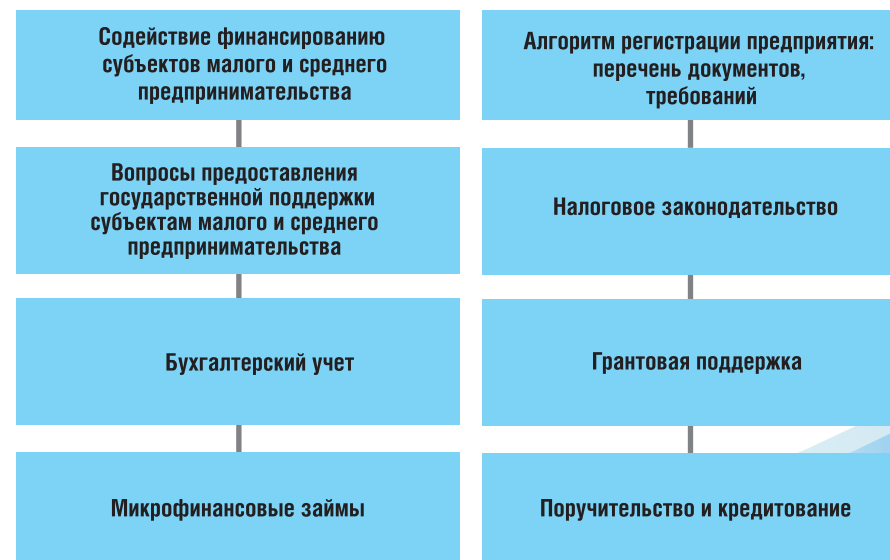 Содействие финансированию
субъектов малого и среднего
предпринимательства
Вопросы предоставления
государственной поддержки
субъектам малого и среднего
предпринимательства
Бухгалтерский учет
Микрофинансовые займы
Алгоритм регистрации предприятия:
перечень документов,
требований
Налоговое законодательство
Грантовая поддержка
Поручительство и кредитование